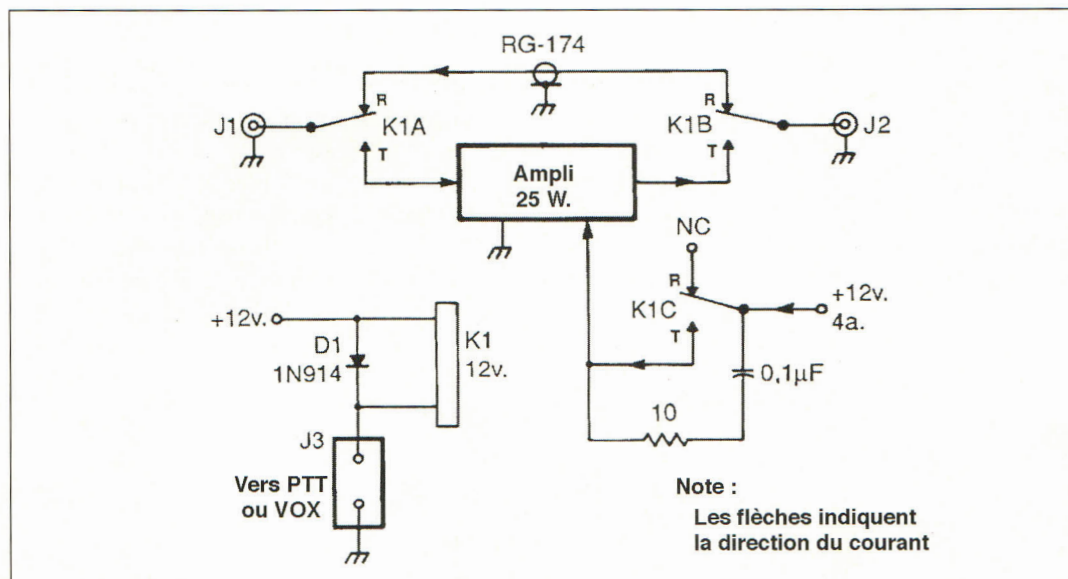 RG-174
R
R
J1
K1A
K1B
J2
T
T
Ampli
25 W.
NC
R
+12v.
K1C
4a.
T
+12v.
D1
K1
1N914
12v.
0,1µF
10
J3
Vers PTT
ou VOX
Note :
Les flèches indiquent
la direction du courant